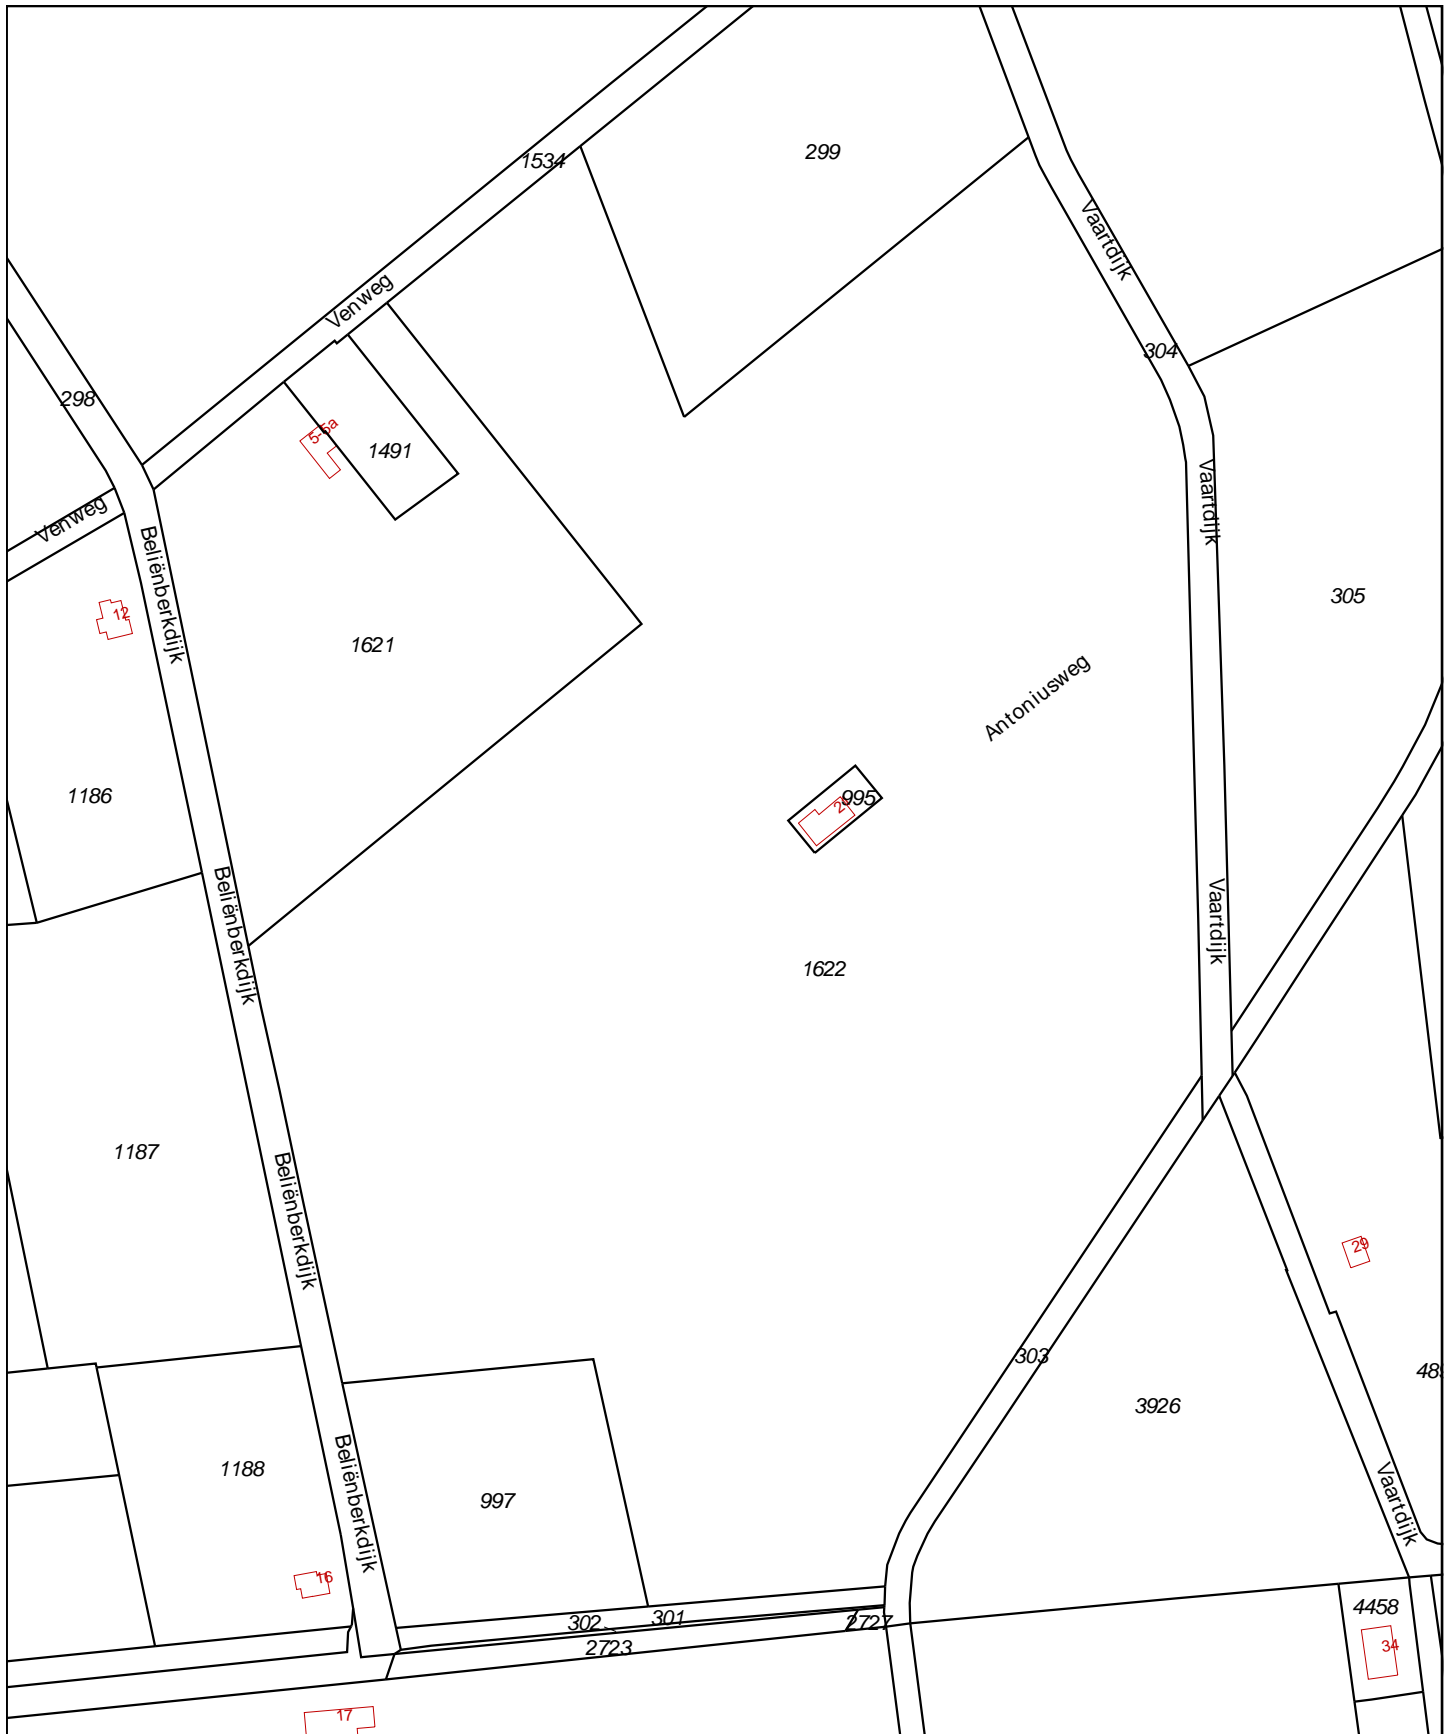 1534
299
Vaartdijk
Venweg
304
298
5-5a
1491
Venweg
Vaartdijk
Beliënberkdijk
305
12
1621
Antoniusweg
1186
995
Vaartdijk
Beliënberkdijk
1622
1187
Beliënberkdijk
29
303
3926
1188
997
Beliënberkdijk
Vaartdijk
16
4458
302
301
2727
2723
34
17